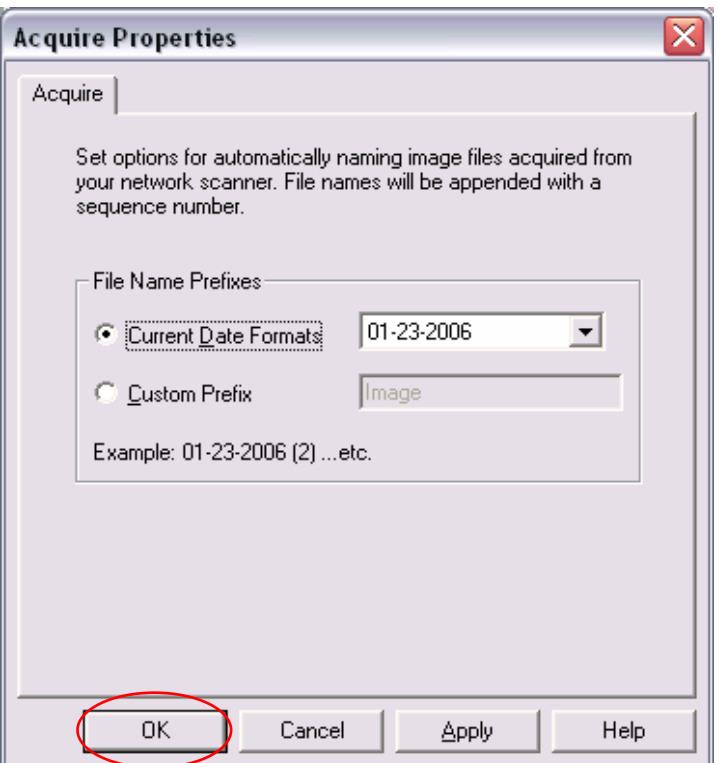 Acquire Properties
Acquire
Set options for automatically naming image files acquired from
your network scanner. File names will be appended with a
sequence number.
File Name Prefixes
Current Date Formats 01-23-2006
Custom Prefix Image
Example: 01-23-2006 (2) ...etc.
OK Cancel Apply Help